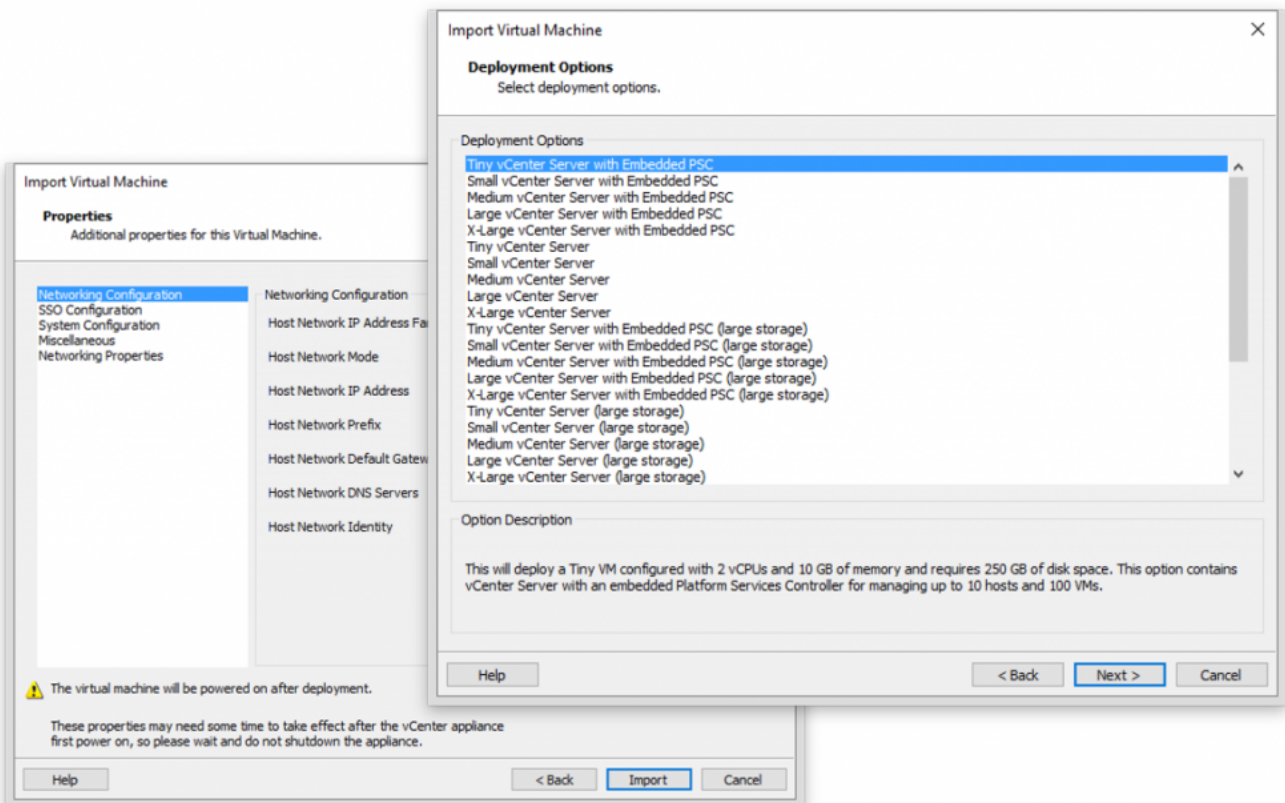 Import Virtual Machine
Deployment Options
Select deployment options.
Deployment Options
Tiny vCenter Server with Embedded PSC
Small vCenter Server with Embedded PSC
Medium vCenter Server with Embedded PSC
Large vCenter Server with Embedded PSC
X-Large vCenter Server with Embedded PSC
Tiny vCenter Server
Small vCenter Server
Medium vCenter Server
Large vCenter Server
X-Large vCenter Server
Tiny vCenter Server with Embedded PSC (large storage)
Small vCenter Server with Embedded PSC (large storage)
Medium vCenter Server with Embedded PSC (large storage)
Large vCenter Server with Embedded PSC (large storage)
X-Large vCenter Server with Embedded PSC (large storage)
Tiny vCenter Server (large storage)
Small vCenter Server (large storage)
Medium vCenter Server (large storage)
Large vCenter Server (large storage)
X-Large vCenter Server (large storage)
Option Description
This will deploy a Tiny VM configured with 2 vCPUs and 10 GB of memory and requires 250 GB of disk space. This option contains
vCenter Server with an embedded Platform Services Controller for managing up to 10 hosts and 100 VMs.
Help
< Back
Next >
Cancel
Import Virtual Machine
Properties
Additional properties for this Virtual Machine.
Networking Configuration
SSO Configuration
System Configuration
Miscellaneous
Networking Properties
Networking Configuration
Host Network IP Address Fa
Host Network Mode
Host Network IP Address
Host Network Prefix
Host Network Default Gatew
Host Network DNS Servers
Host Network Identity
The virtual machine will be powered on after deployment.
These properties may need some time to take effect after the vCenter appliance
first power on, so please wait and do not shutdown the appliance.
Help
< Back
Import
Cancel